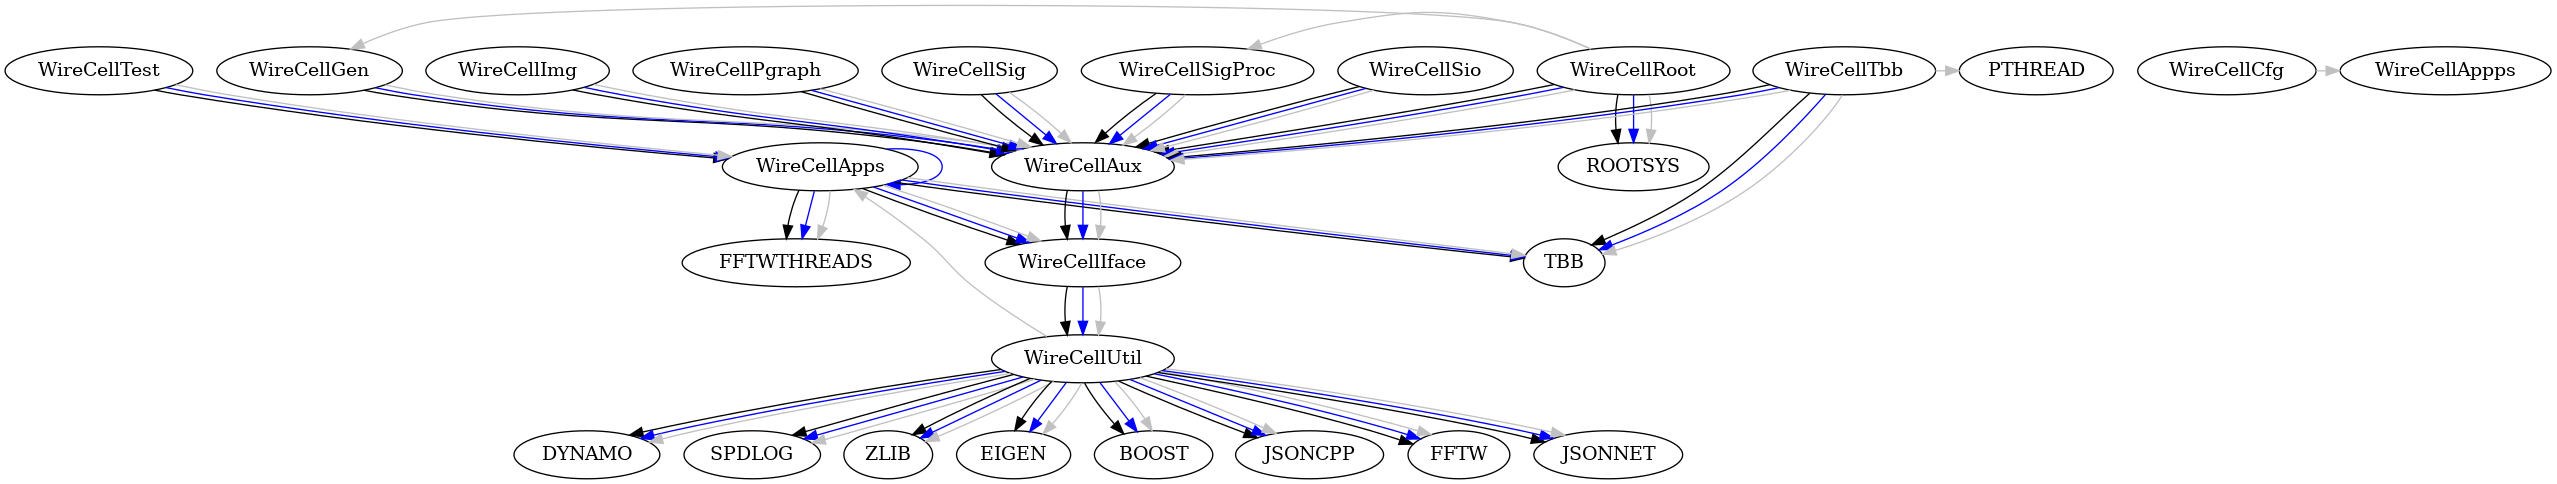 WireCellTest
WireCellGen
WireCellImg
WireCellPgraph
WireCellSig
WireCellSigProc
WireCellSio
WireCellRoot
WireCellTbb
PTHREAD
WireCellCfg
WireCellAppps
WireCellApps
WireCellAux
ROOTSYS
FFTWTHREADS
WireCellIface
TBB
WireCellUtil
DYNAMO
SPDLOG
ZLIB
EIGEN
BOOST
JSONCPP
FFTW
JSONNET